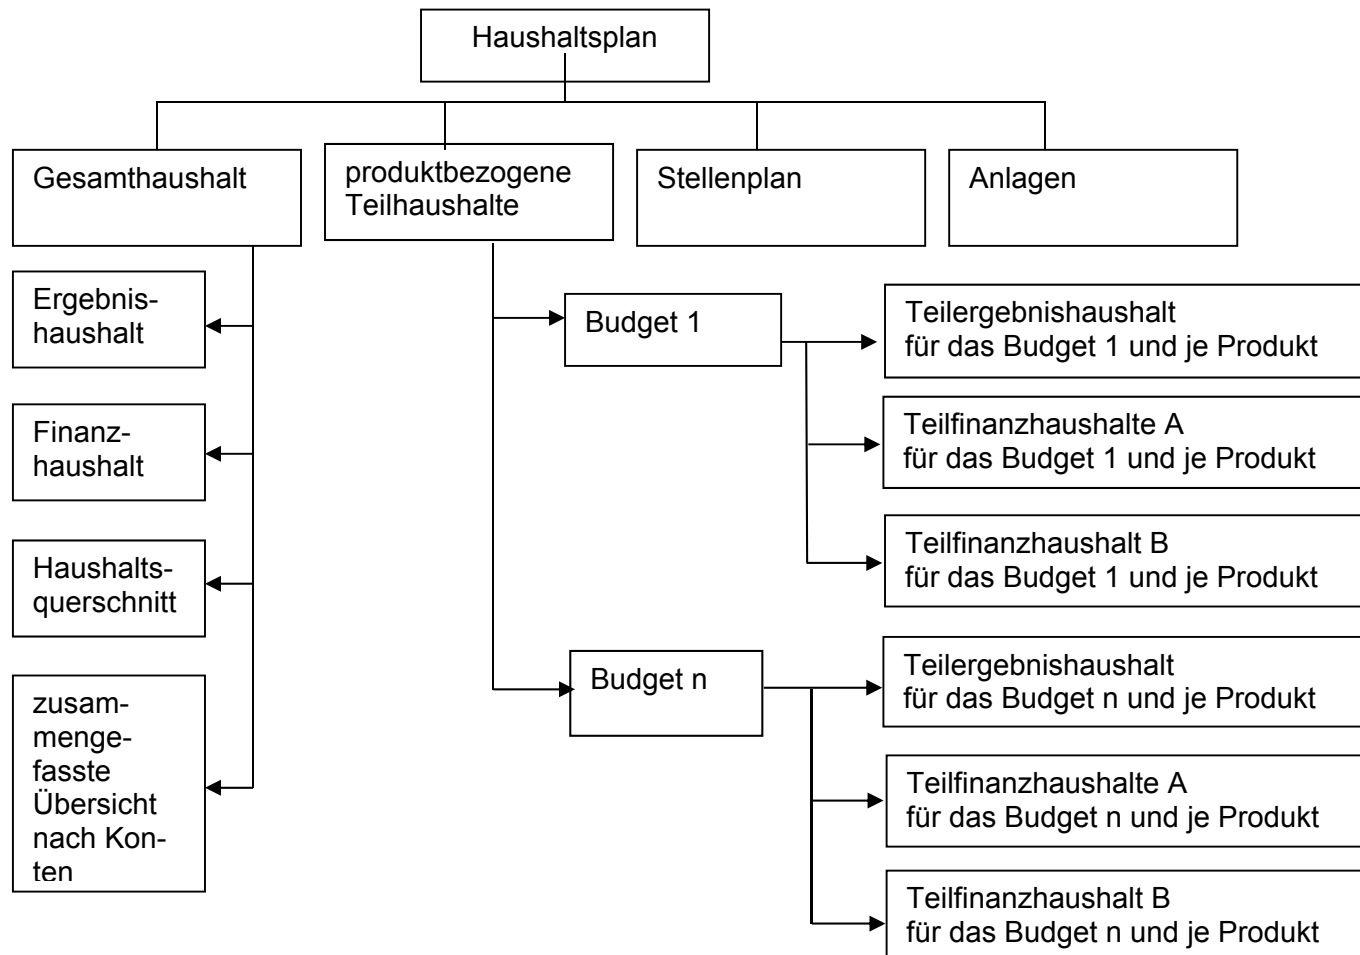 Haushaltsplan
Gesamthaushalt
produktbezogene
Teilhaushalte
Stellenplan
Anlagen
Ergebnis-
haushalt
Finanz-
haushalt
Haushalts-
querschnitt
zusam-
menge-
fasste
Übersicht
nach Kon-
ten
Budget 1
Teilergebnishaushalt
für das Budget 1 und je Produkt
Teilfinanzhaushalte A
für das Budget 1 und je Produkt
Teilfinanzhaushalt B
für das Budget 1 und je Produkt
Budget n
Teilergebnishaushalt
für das Budget n und je Produkt
Teilfinanzhaushalte A
für das Budget n und je Produkt
Teilfinanzhaushalt B
für das Budget n und je Produkt